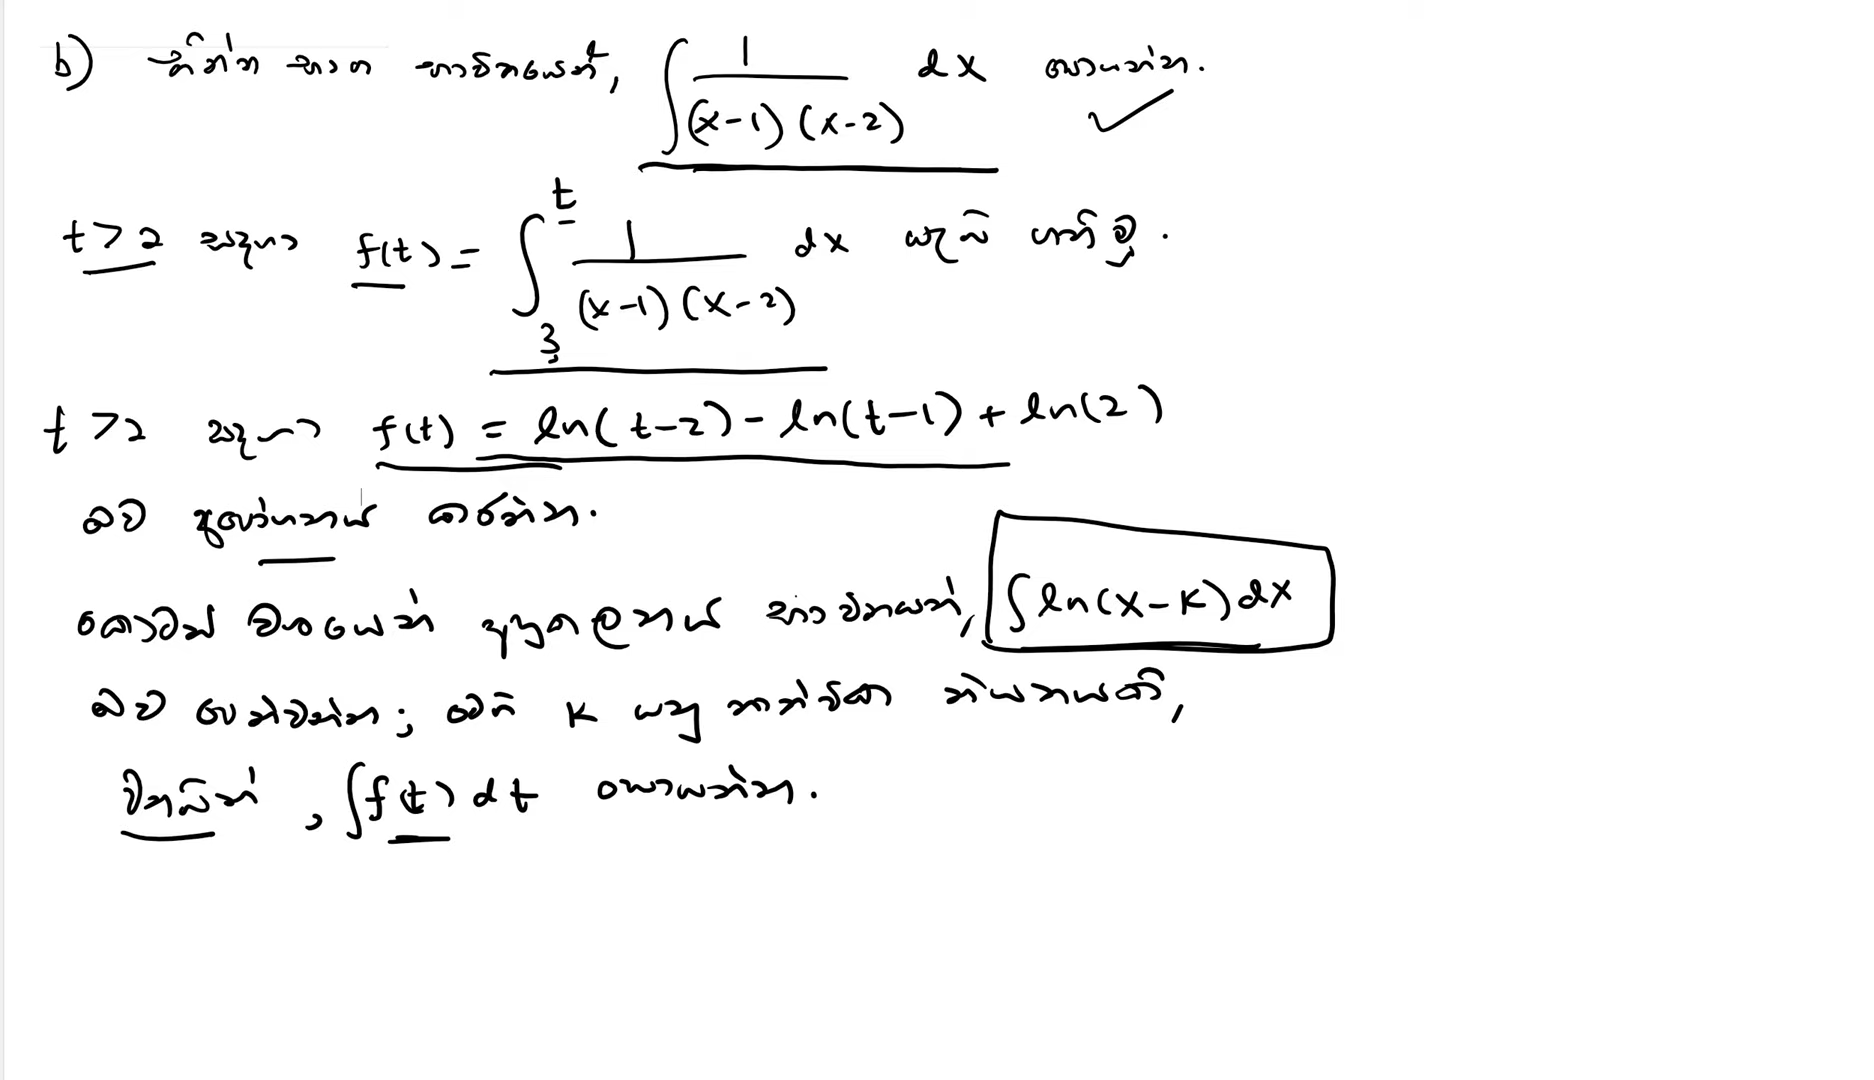 b) භින්න භාග භාවිතයෙන්, ∫ 1/((x-1)(x-2)) dx සොයන්න.
t>2 සඳහා f(t) = ∫₃ᵗ 1/((x-1)(x-2)) dx යැයි ගනිමු.
t>2 සඳහා f(t) = ln(t-2) - ln(t-1) + ln(2)
බව අපෝහනය කරන්න.
කොටස් වශයෙන් අනුකලනය භාවිතයෙන්, ∫ln(x-K)dx
බව සොයන්න; මෙහි K යනු තාත්වික නියතයකි,
ඒනයින්, ∫f(t)dt සොයන්න.